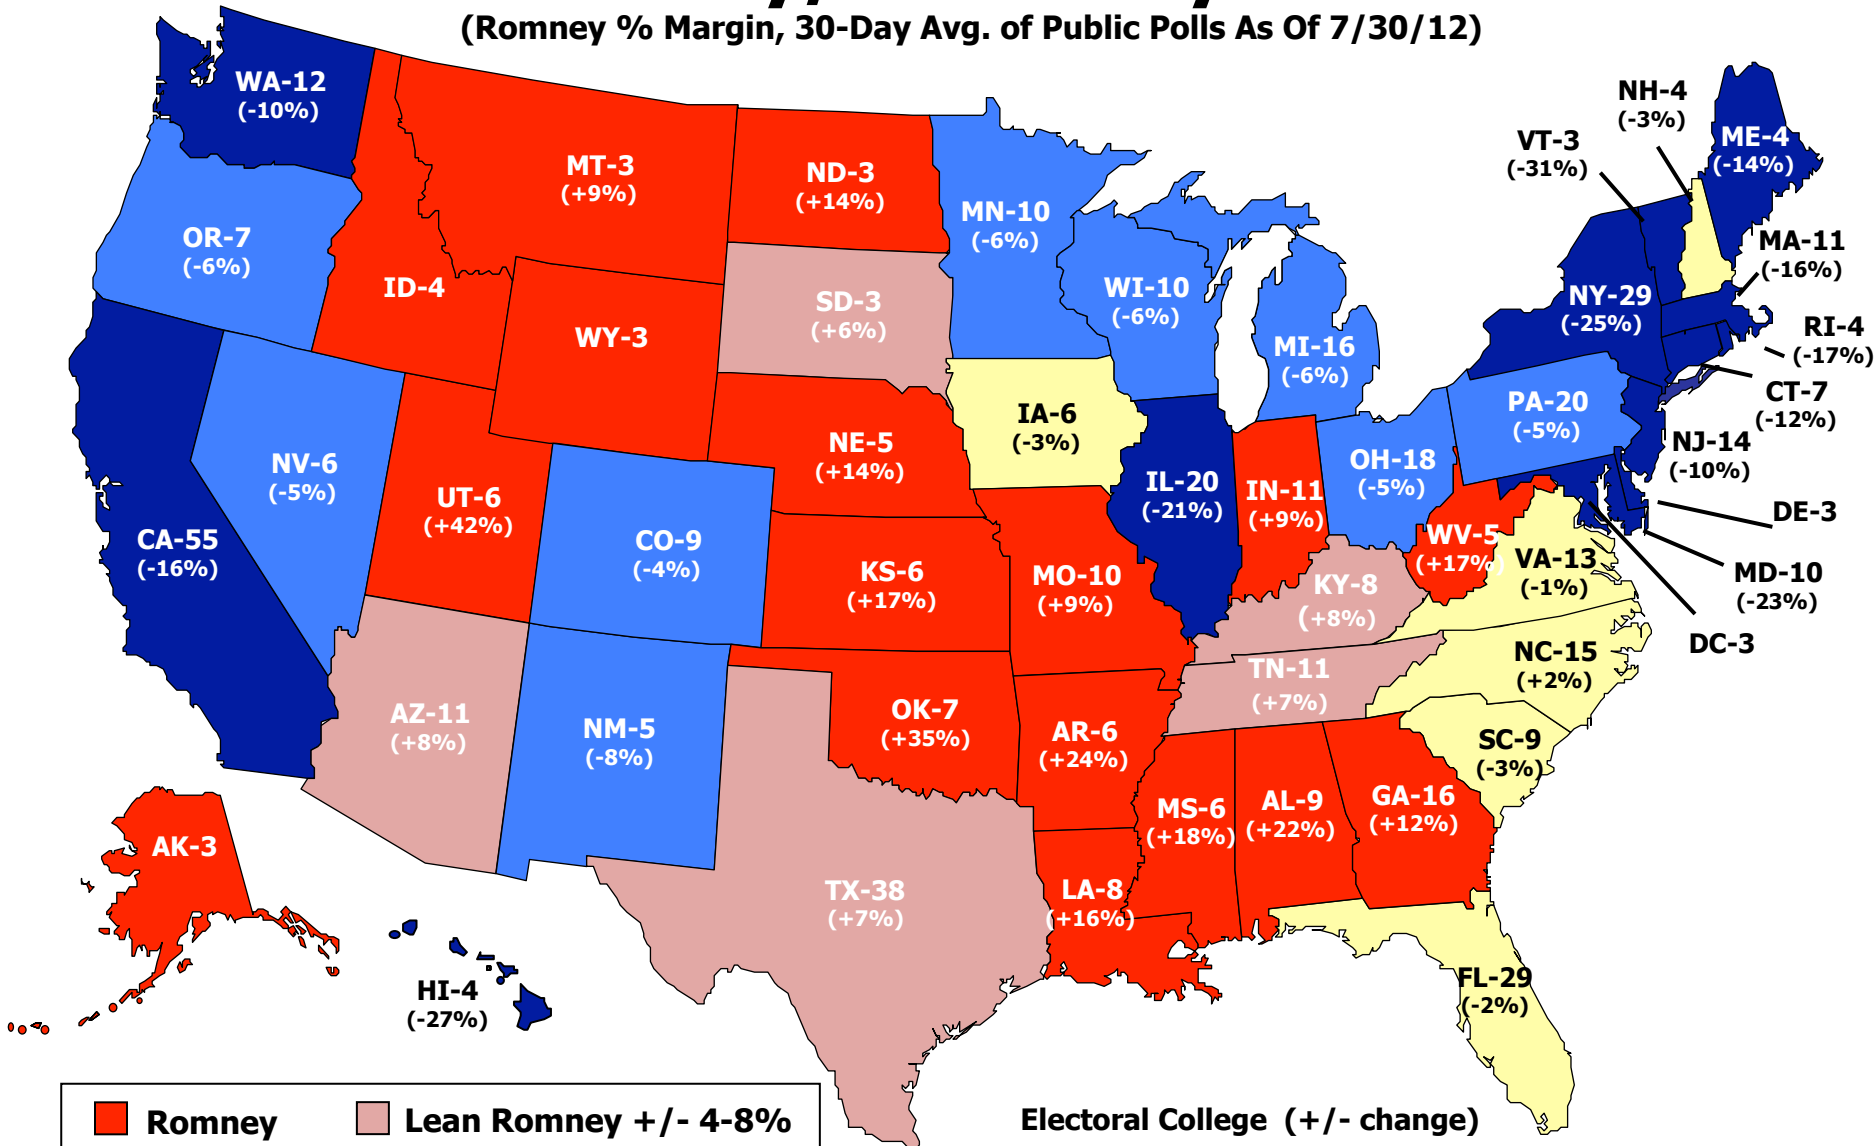 (Romney % Margin, 30-Day Avg. of Public Polls As Of 7/30/12)
WA-12
(-10%)
OR-7
(-6%)
CA-55
(-16%)
NV-6
(-5%)
ID-4
MT-3
(+9%)
WY-3
UT-6
(+42%)
CO-9
(-4%)
AZ-11
(+8%)
NM-5
(-8%)
ND-3
(+14%)
SD-3
(+6%)
NE-5
(+14%)
KS-6
(+17%)
OK-7
(+35%)
TX-38
(+7%)
MN-10
(-6%)
IA-6
(-3%)
MO-10
(+9%)
AR-6
(+24%)
LA-8
(+16%)
WI-10
(-6%)
IL-20
(-21%)
MI-16
(-6%)
IN-11
(+9%)
OH-18
(-5%)
KY-8
(+8%)
TN-11
(+7%)
MS-6
(+18%)
AL-9
(+22%)
GA-16
(+12%)
FL-29
(-2%)
SC-9
(-3%)
NC-15
(+2%)
VA-13
(-1%)
WV-5
(+17%)
PA-20
(-5%)
NY-29
(-25%)
VT-3
(-31%)
NH-4
(-3%)
ME-4
(-14%)
MA-11
(-16%)
RI-4
(-17%)
CT-7
(-12%)
NJ-14
(-10%)
DE-3
MD-10
(-23%)
DC-3
AK-3
HI-4
(-27%)
Romney
Lean Romney +/- 4-8%
Electoral College (+/- change)